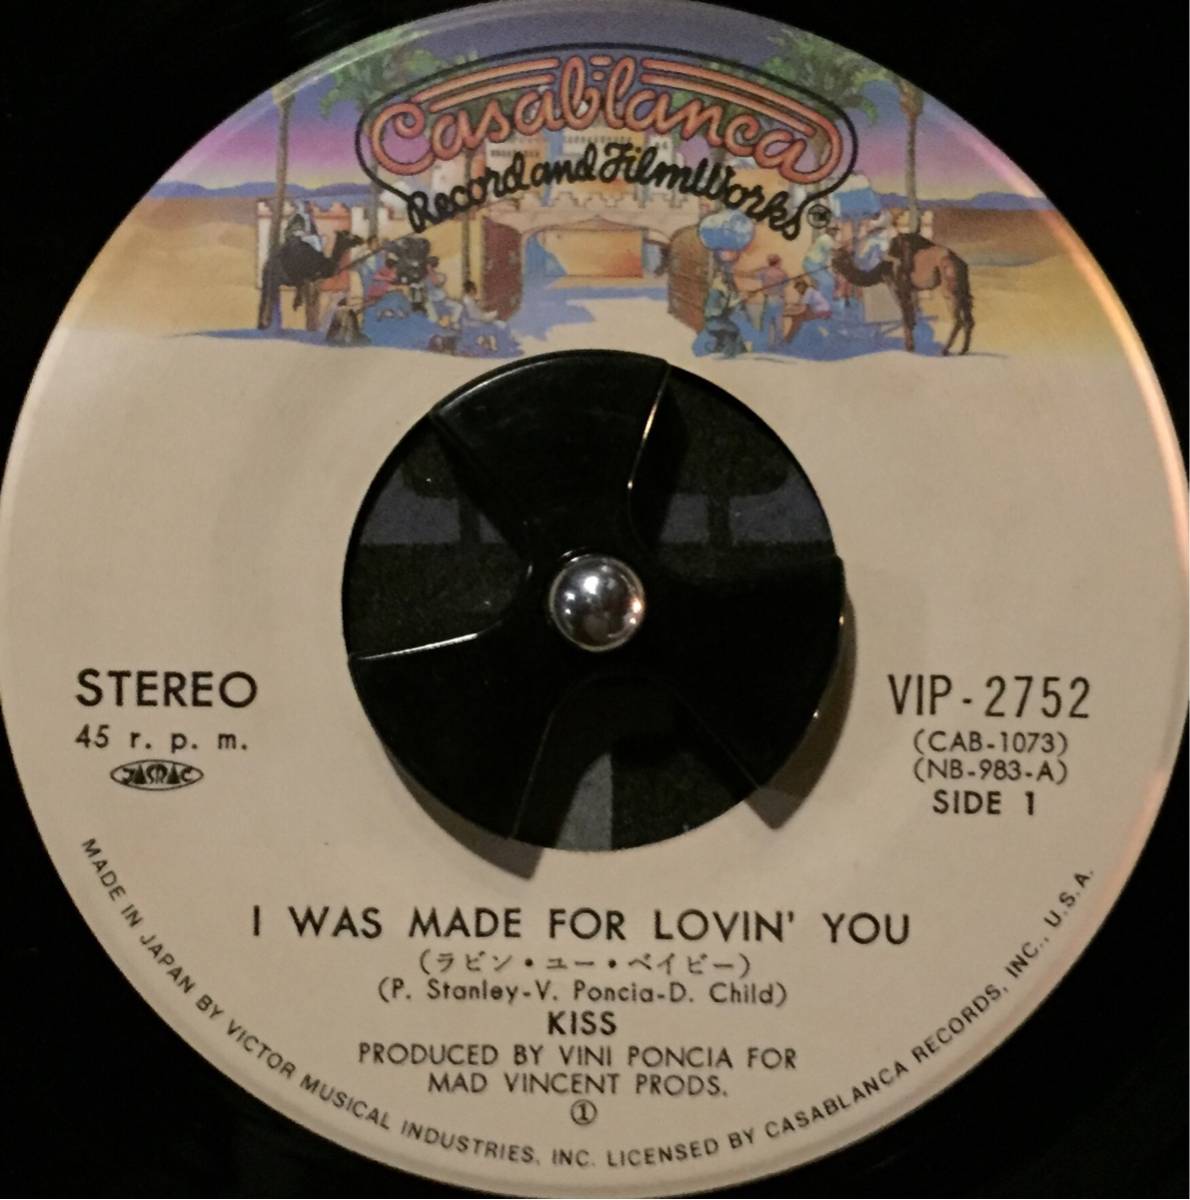 Casablanca
Record and FilmWorks®
STEREO
45 r. p. m.
JASRAC
VIP-2752
(CAB-1073)
(NB-983-A)
SIDE 1
I WAS MADE FOR LOVIN' YOU
(ラビン・ユー・ベイビー)
(P. Stanley-V. Poncia-D. Child)
KISS
PRODUCED BY VINI PONCIA FOR
MAD VINCENT PRODS.
①
MADE IN JAPAN BY VICTOR MUSICAL INDUSTRIES, INC. LICENSED BY CASABLANCA RECORDS, INC., U.S.A.